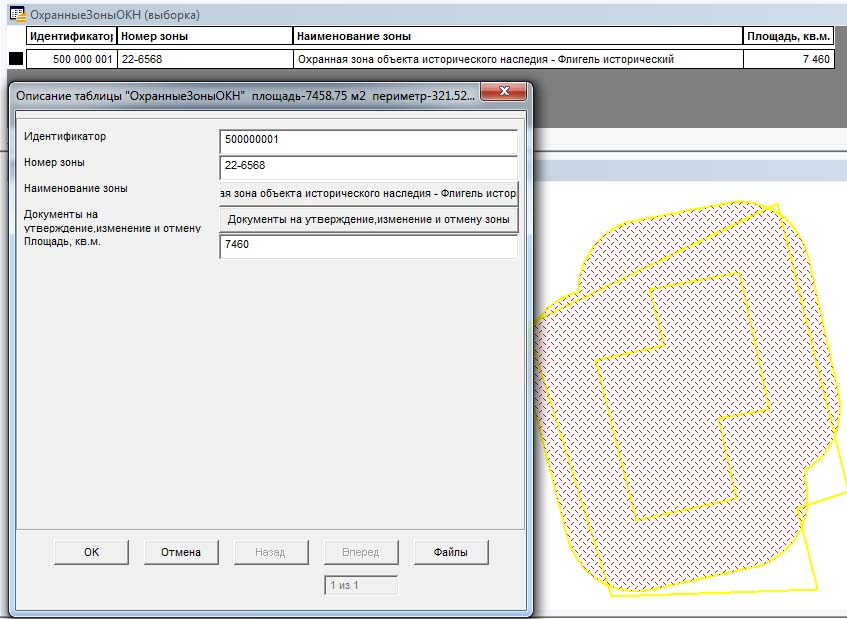 ОхранныеЗоныОКН (выборка)
Идентификатор Номер зоны Наименование зоны Площадь, кв.м.
500 000 001 22-6568 Охранная зона объекта исторического наследия - Флигель исторический 7 460
Описание таблицы "ОхранныеЗоныОКН" площадь-7458.75 м2 периметр-321.52...
Идентификатор 500000001
Номер зоны 22-6568
Наименование зоны ая зона объекта исторического наследия - Флигель истори
Документы на
утверждение,изменение и отмену
Документы на утверждение,изменение и отмену зоны
Площадь, кв.м. 7460
OK Отмена Назад Вперед Файлы
1 из 1